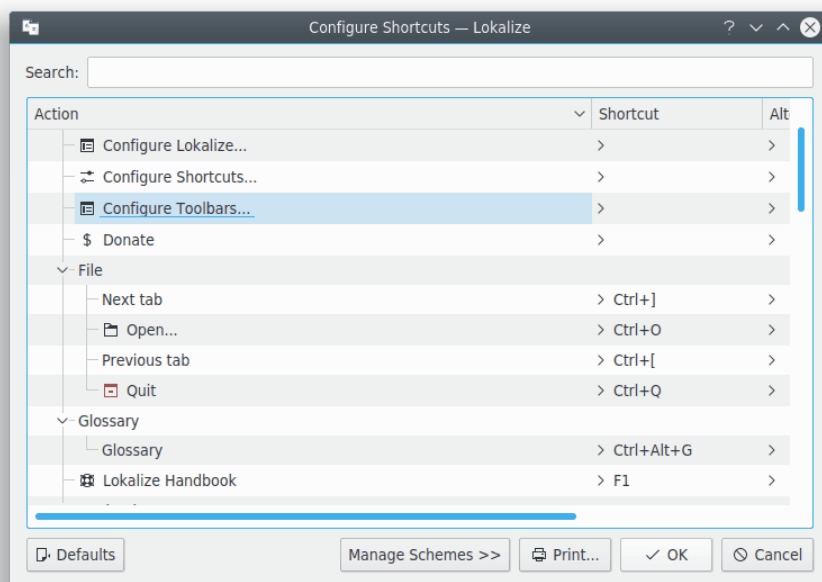 Configure Shortcuts — Lokalize
Search:
Action Shortcut Alt
Configure Lokalize...
Configure Shortcuts...
Configure Toolbars...
$ Donate
File
Next tab Ctrl+]
Open... Ctrl+O
Previous tab Ctrl+[
Quit Ctrl+Q
Glossary
Glossary Ctrl+Alt+G
Lokalize Handbook F1
Defaults Manage Schemes >> Print... OK Cancel